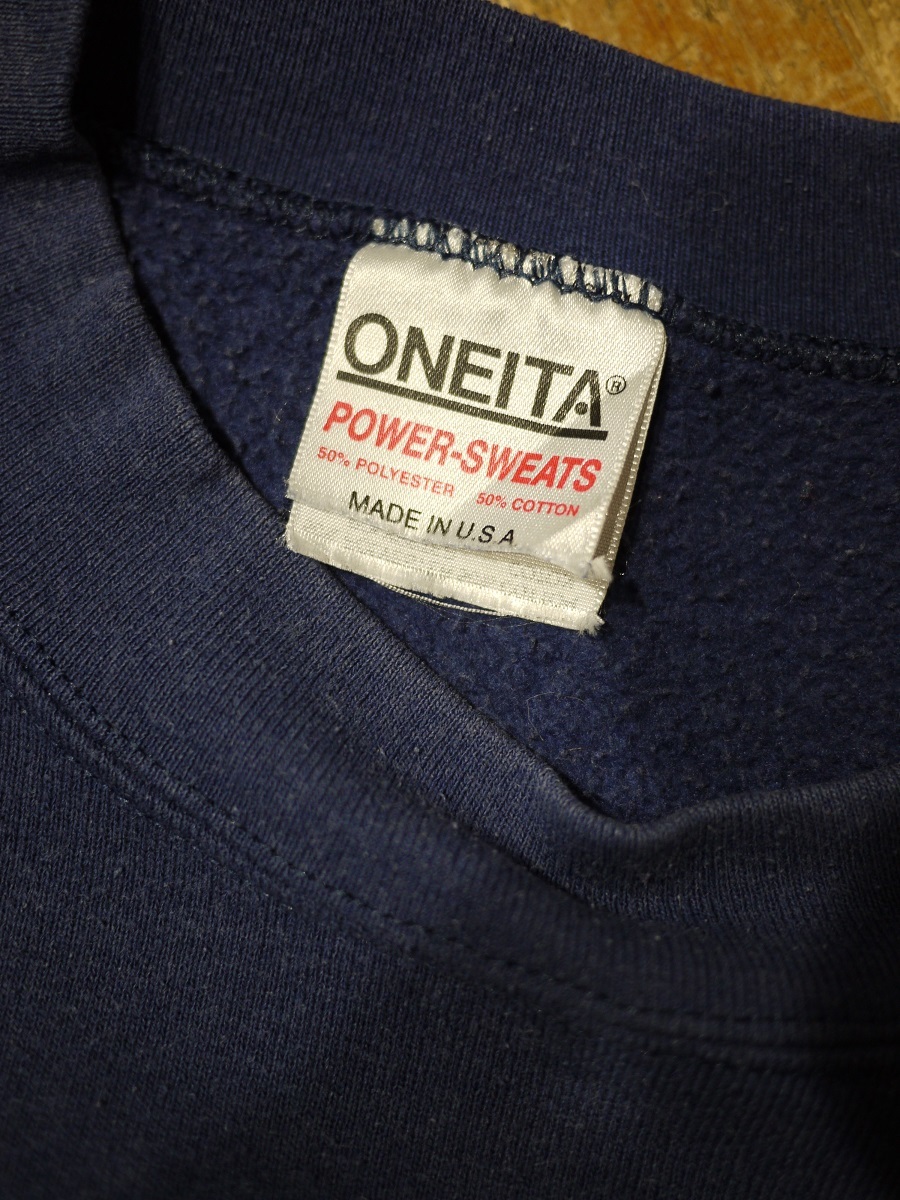 ONEITA®
POWER-SWEATS
50% POLYESTER 50% COTTON
MADE IN U.S.A